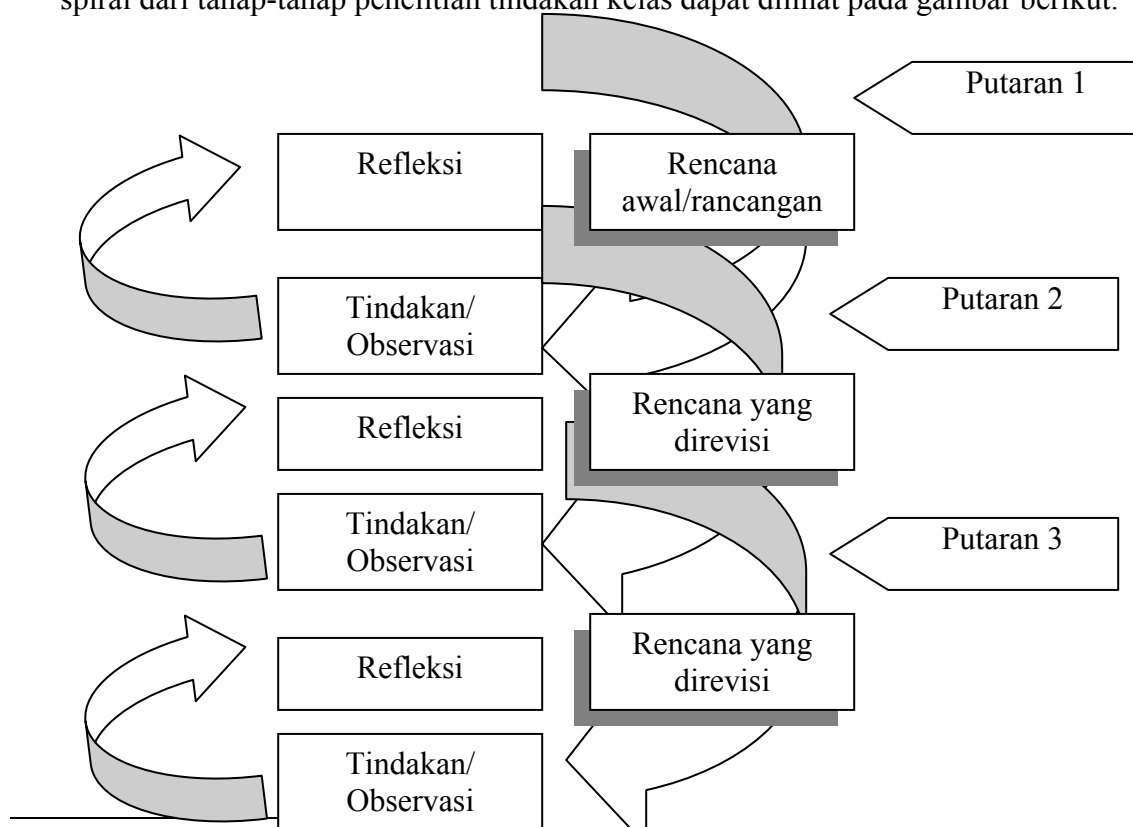 spiral dari tahap-tahap penelitian tindakan kelas dapat dilihat pada gambar berikut.
Putaran 1
Refleksi
Rencana
awal/rancangan
Tindakan/
Observasi
Putaran 2
Refleksi
Rencana yang
direvisi
Tindakan/
Observasi
Putaran 3
Refleksi
Rencana yang
direvisi
Tindakan/
Observasi